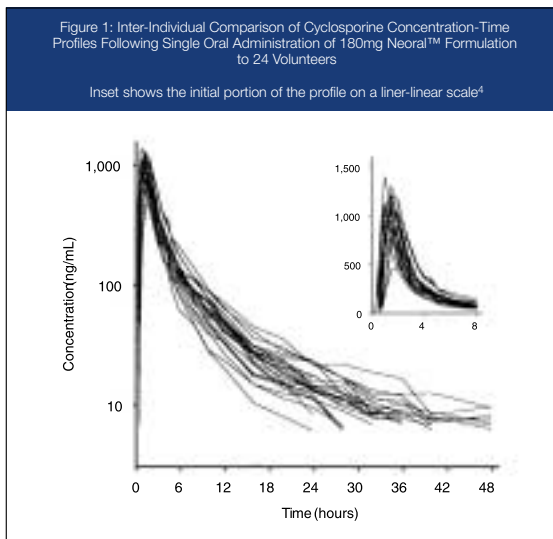 Figure 1: Inter-Individual Comparison of Cyclosporine Concentration-Time
Profiles Following Single Oral Administration of 180mg Neoral™ Formulation
to 24 Volunteers
Inset shows the initial portion of the profile on a liner-linear scale⁴
1,000
100
10
Concentration(ng/mL)
0 6 12 18 24 30 36 42 48
Time (hours)
1,500
1,000
500
0
0 4 8